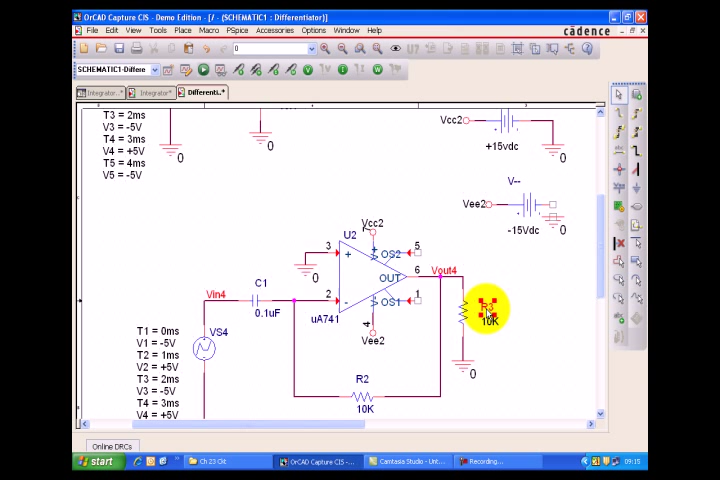 OrCAD Capture CIS - Demo Edition - [/ - (SCHEMATIC1 : Differentiator)]
File Edit View Tools Place Macro PSpice Accessories Options Window Help
cādence
0
SCHEMATIC1-Differe
Integrator...*
Integrator*
Differenti..*
T3 = 2ms
V3 = -5V
T4 = 3ms
V4 = +5V
T5 = 4ms
V5 = -5V
0
0
Vcc2
+15vdc
0
V--
Vee2
-15Vdc
0
Vcc2
U2
7
3
+
OS2
5
0
OUT
6
Vout4
Vin4
C1
0.1uF
2
-
OS1
1
uA741
4
Vee2
R3
10K
0
T1 = 0ms
V1 = -5V
T2 = 1ms
V2 = +5V
T3 = 2ms
V3 = -5V
T4 = 3ms
V4 = +5V
VS4
R2
10K
Online DRCs
start
Ch 23 Ckt
OrCAD Capture CIS -...
Camtasia Studio - Unt...
Recording...
09:15